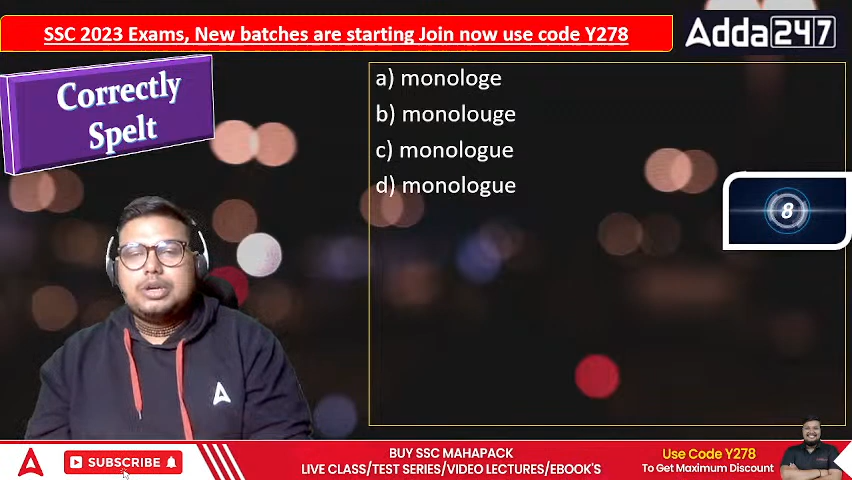 SSC 2023 Exams, New batches are starting Join now use code Y278
Adda247
Correctly
Spelt
a) monologe
b) monolouge
c) monologue
d) monologue
8
SUBSCRIBE
BUY SSC MAHAPACK
LIVE CLASS/TEST SERIES/VIDEO LECTURES/EBOOK'S
Use Code Y278
To Get Maximum Discount